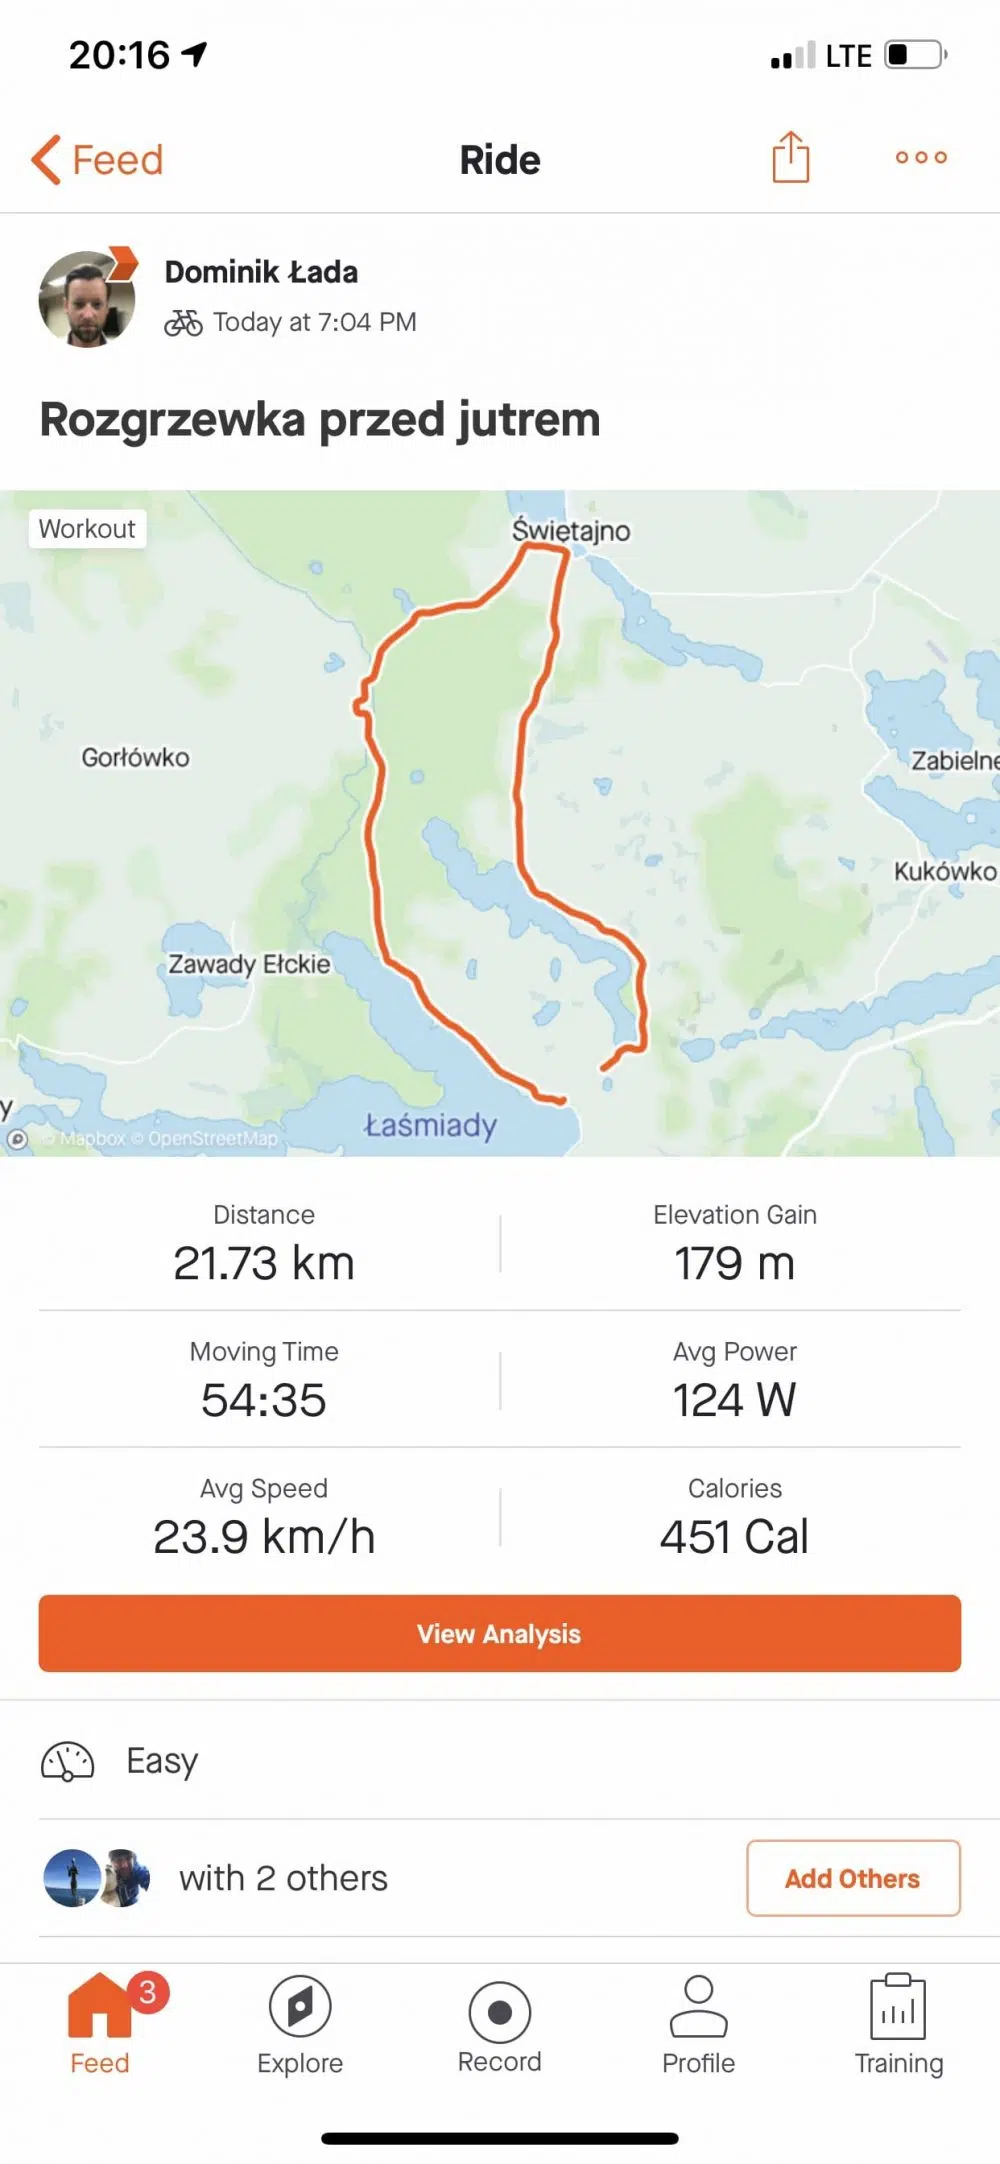 20:16 LTE
Feed Ride
Dominik Łada
Today at 7:04 PM
Rozgrzewka przed jutrem
Workout
Świętajno
Gorłówko
Zabielne
Kukówko
Zawady Ełckie
y
Łaśmiady
© Mapbox © OpenStreetMap
Distance Elevation Gain
21.73 km 179 m
Moving Time Avg Power
54:35 124 W
Avg Speed Calories
23.9 km/h 451 Cal
View Analysis
Easy
with 2 others Add Others
3
Feed Explore Record Profile Training